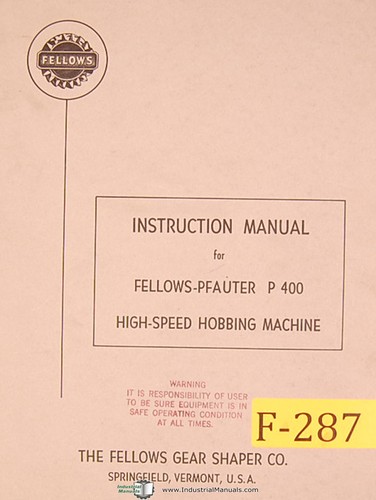 FELLOWS
INSTRUCTION MANUAL
for
FELLOWS-PFAUTER P 400
HIGH-SPEED HOBBING MACHINE
WARNING
IT IS RESPONSIBILITY OF USER
TO BE SURE EQUIPMENT IS IN
SAFE OPERATING CONDITION
AT ALL TIMES.
F-287
THE FELLOWS GEAR SHAPER CO.
SPRINGFIELD, VERMONT, U.S.A.
Industrial
Manuals
www.IndustrialManuals.com